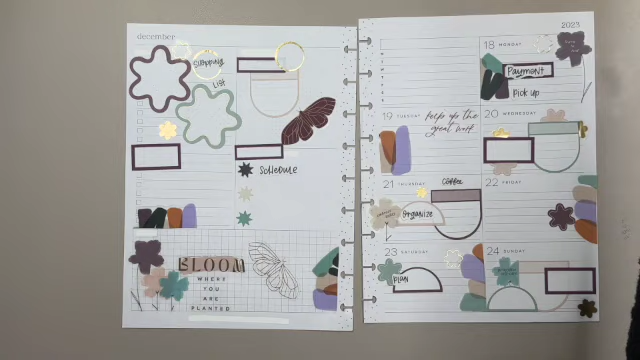 december
Shopping
List
Schedule
BLOOM
WHERE
YOU
ARE
PLANTED
2023
18 MONDAY
Payment
Pick up
19 TUESDAY
keep up the
great work
20 WEDNESDAY
21 THURSDAY
Coffee
Organize
22 FRIDAY
23 SATURDAY
Plan
24 SUNDAY